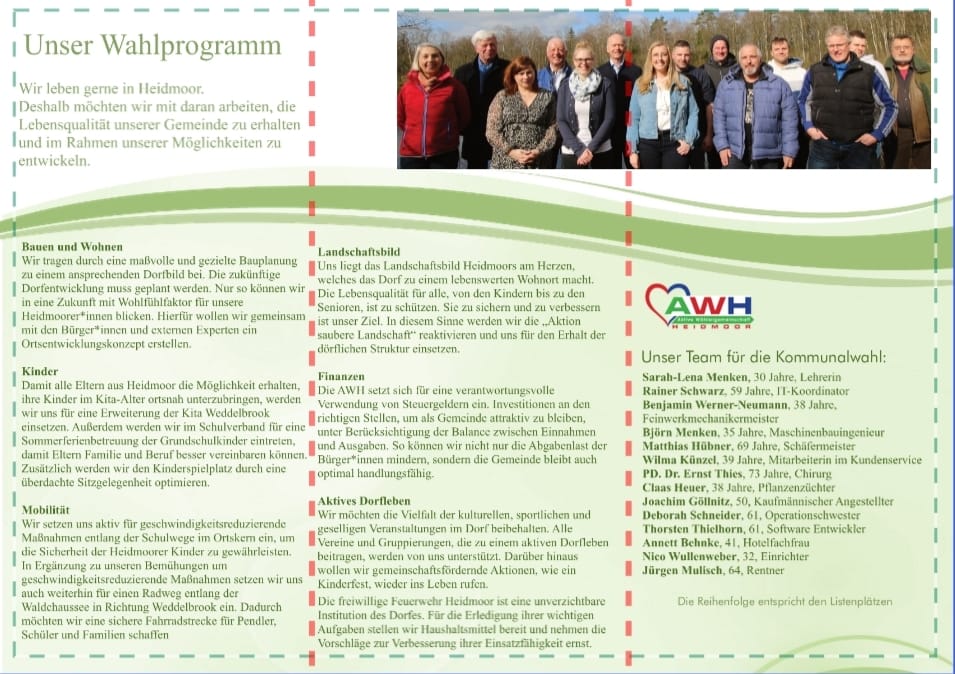 Unser Wahlprogramm
Wir leben gerne in Heidmoor.
Deshalb möchten wir mit daran arbeiten, die
Lebensqualität unserer Gemeinde zu erhalten
und im Rahmen unserer Möglichkeiten zu
entwickeln.
Bauen und Wohnen
Wir tragen durch eine maßvolle und gezielte Bauplanung
zu einem ansprechenden Dorfbild bei. Die zukünftige
Dorfentwicklung muss geplant werden. Nur so können wir
in eine Zukunft mit Wohlfühlfaktor für unsere
Heidmoorer*innen blicken. Hierfür wollen wir gemeinsam
mit den Bürger*innen und externen Experten ein
Ortsentwicklungskonzept erstellen.
Kinder
Damit alle Eltern aus Heidmoor die Möglichkeit erhalten,
ihre Kinder im Kita-Alter ortsnah unterzubringen, werden
wir uns für eine Erweiterung der Kita Weddelbrook
einsetzen. Außerdem werden wir im Schulverband für eine
Sommerferienbetreuung der Grundschulkinder eintreten,
damit Eltern Familie und Beruf besser vereinbaren können.
Zusätzlich werden wir den Kinderspielplatz durch eine
überdachte Sitzgelegenheit optimieren.
Mobilität
Wir setzen uns aktiv für geschwindigkeitsreduzierende
Maßnahmen entlang der Schulwege im Ortskern ein, um
die Sicherheit der Heidmoorer Kinder zu gewährleisten.
In Ergänzung zu unseren Bemühungen um
geschwindigkeitsreduzierende Maßnahmen setzen wir uns
auch weiterhin für einen Radweg entlang der
Waldchaussee in Richtung Weddelbrook ein. Dadurch
möchten wir eine sichere Fahrradstrecke für Pendler,
Schüler und Familien schaffen
Landschaftsbild
Uns liegt das Landschaftsbild Heidmoors am Herzen,
welches das Dorf zu einem lebenswerten Wohnort macht.
Die Lebensqualität für alle, von den Kindern bis zu den
Senioren, ist zu schützen. Sie zu sichern und zu verbessern
ist unser Ziel. In diesem Sinne werden wir die „Aktion
saubere Landschaft“ reaktivieren und uns für den Erhalt der
dörflichen Struktur einsetzen.
Finanzen
Die AWH setzt sich für eine verantwortungsvolle
Verwendung von Steuergeldern ein. Investitionen an den
richtigen Stellen, um als Gemeinde attraktiv zu bleiben,
unter Berücksichtigung der Balance zwischen Einnahmen
und Ausgaben. So können wir nicht nur die Abgabenlast der
Bürger*innen mindern, sondern die Gemeinde bleibt auch
optimal handlungsfähig.
Aktives Dorfleben
Wir möchten die Vielfalt der kulturellen, sportlichen und
geselligen Veranstaltungen im Dorf beibehalten. Alle
Vereine und Gruppierungen, die zu einem aktiven Dorfleben
beitragen, werden von uns unterstützt. Darüber hinaus
wollen wir gemeinschaftsfördernde Aktionen, wie ein
Kinderfest, wieder ins Leben rufen.
Die freiwillige Feuerwehr Heidmoor ist eine unverzichtbare
Institution des Dorfes. Für die Erledigung ihrer wichtigen
Aufgaben stellen wir Haushaltsmittel bereit und nehmen die
Vorschläge zur Verbesserung ihrer Einsatzfähigkeit ernst.
AWH
Aktive Wählergemeinschaft
HEIDMOOR
Unser Team für die Kommunalwahl:
Sarah-Lena Menken, 30 Jahre, Lehrerin
Rainer Schwarz, 59 Jahre, IT-Koordinator
Benjamin Werner-Neumann, 38 Jahre,
Feinwerkmechanikermeister
Björn Menken, 35 Jahre, Maschinenbauingenieur
Matthias Hübner, 69 Jahre, Schäfermeister
Wilma Künzel, 39 Jahre, Mitarbeiterin im Kundenservice
PD. Dr. Ernst Thies, 73 Jahre, Chirurg
Claas Heuer, 38 Jahre, Pflanzenzüchter
Joachim Göllnitz, 50, Kaufmännischer Angestellter
Deborah Schneider, 61, Operationschwester
Thorsten Thielhorn, 61, Software Entwickler
Annett Behnke, 41, Hotelfachfrau
Nico Wullenweber, 32, Einrichter
Jürgen Mulisch, 64, Rentner
Die Reihenfolge entspricht den Listenplätzen